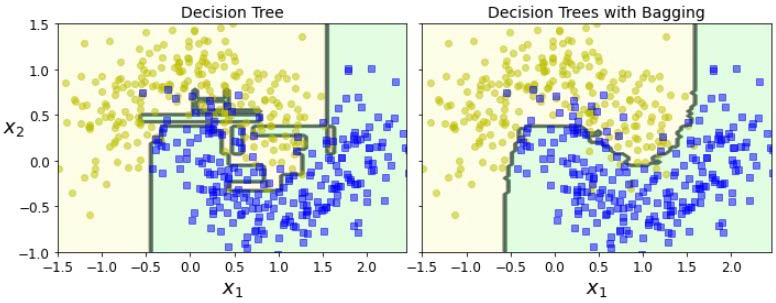 Decision Tree
Decision Trees with Bagging
1.5
1.0
0.5
0.0
−0.5
−1.0
x2
−1.5 −1.0 −0.5 0.0 0.5 1.0 1.5 2.0
−1.5 −1.0 −0.5 0.0 0.5 1.0 1.5 2.0
x1
x1